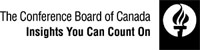 The Conference Board of Canada
Insights You Can Count On